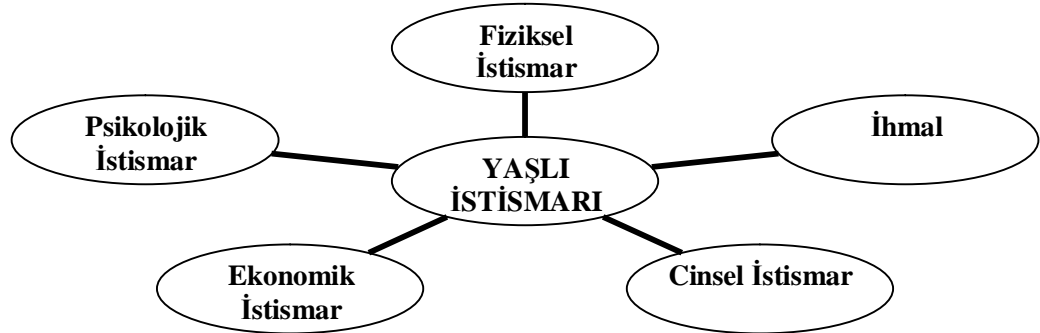 Fiziksel
İstismar
Psikolojik
İstismar
İhmal
YAŞLI
İSTİSMARI
Ekonomik
İstismar
Cinsel İstismar